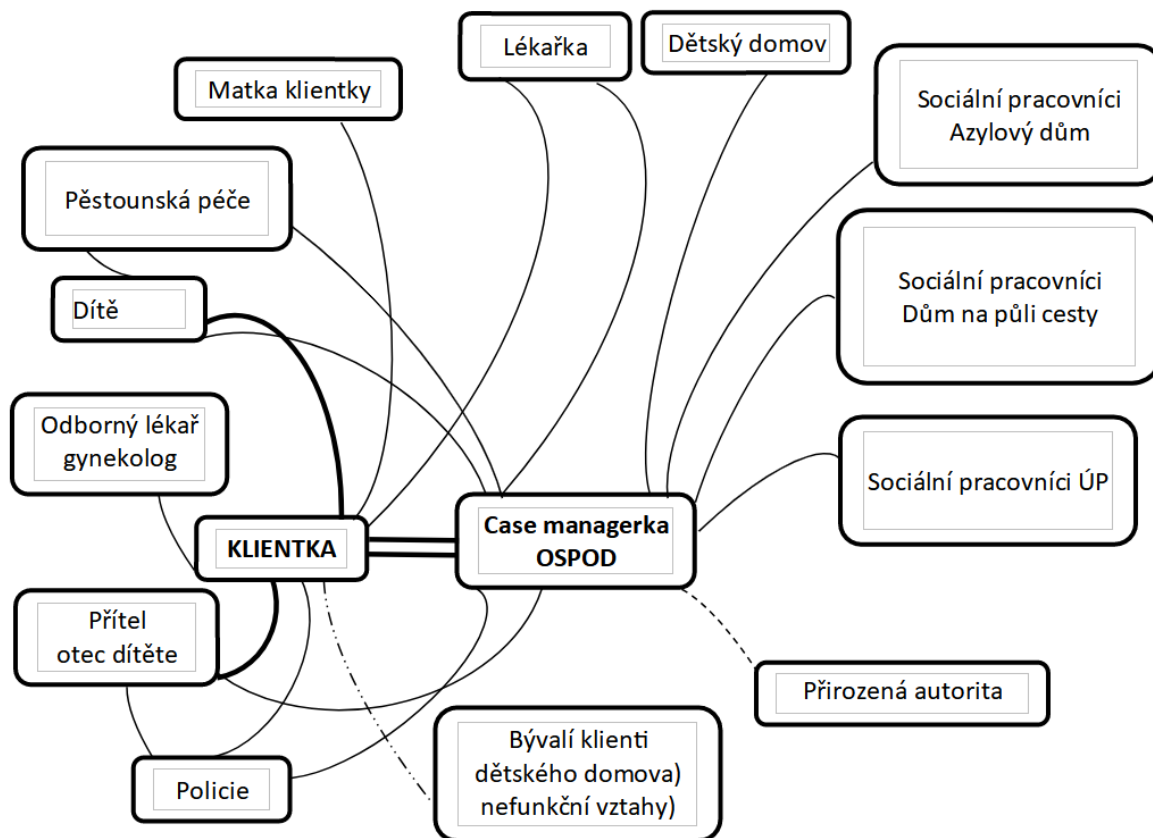 Lékařka
Dětský domov
Matka klientky
Sociální pracovníci
Azylový dům
Pěstounská péče
Sociální pracovníci
Dům na půli cesty
Dítě
Odborný lékař
gynekolog
Sociální pracovníci ÚP
KLIENTKA
Case managerka
OSPOD
Přítel
otec dítěte
Přirozená autorita
Bývalí klienti
dětského domova)
nefunkční vztahy)
Policie